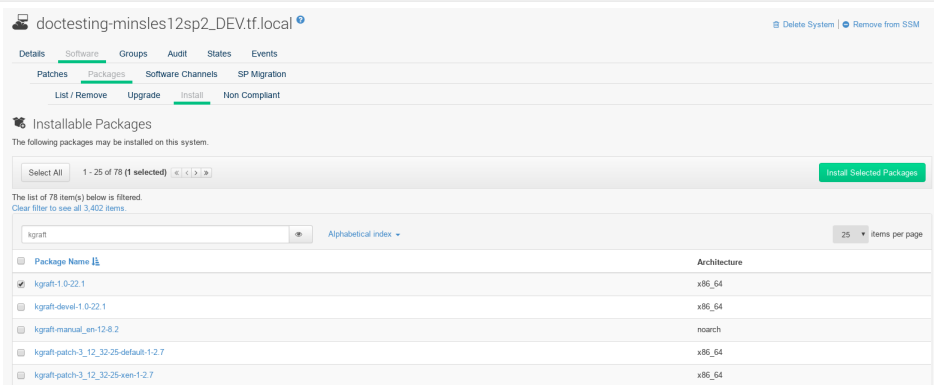 doctesting-minsles12sp2_DEV.tf.local ?
Delete System | Remove from SSM
Details Software Groups Audit States Events
Patches Packages Software Channels SP Migration
List / Remove Upgrade Install Non Compliant
Installable Packages
The following packages may be installed on this system.
Select All 1 - 25 of 78 (1 selected) « < > » Install Selected Packages
The list of 78 item(s) below is filtered.
Clear filter to see all 3,402 items.
kgraft Alphabetical index 25 items per page
Package Name Architecture
kgraft-1.0-22.1 x86_64
kgraft-devel-1.0-22.1 x86_64
kgraft-manual_en-12-8.2 noarch
kgraft-patch-3_12_32-25-default-1-2.7 x86_64
kgraft-patch-3_12_32-25-xen-1-2.7 x86_64